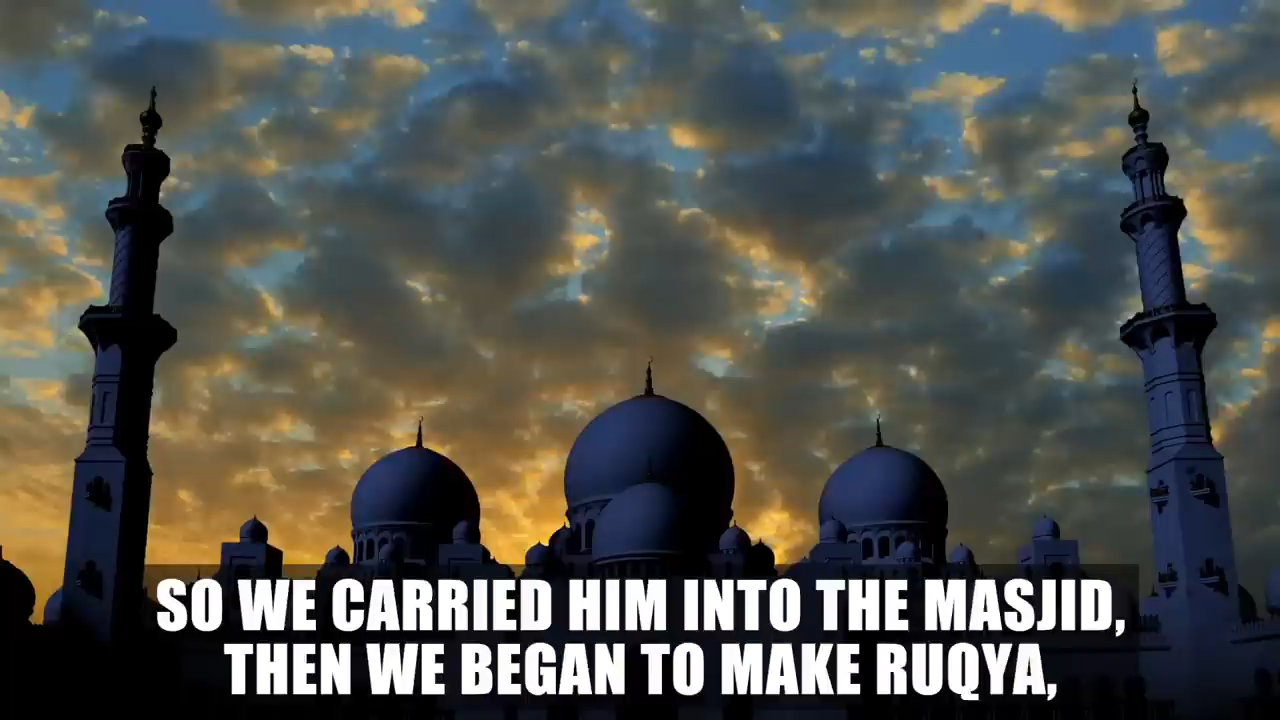 SO WE CARRIED HIM INTO THE MASJID,
THEN WE BEGAN TO MAKE RUQYA,